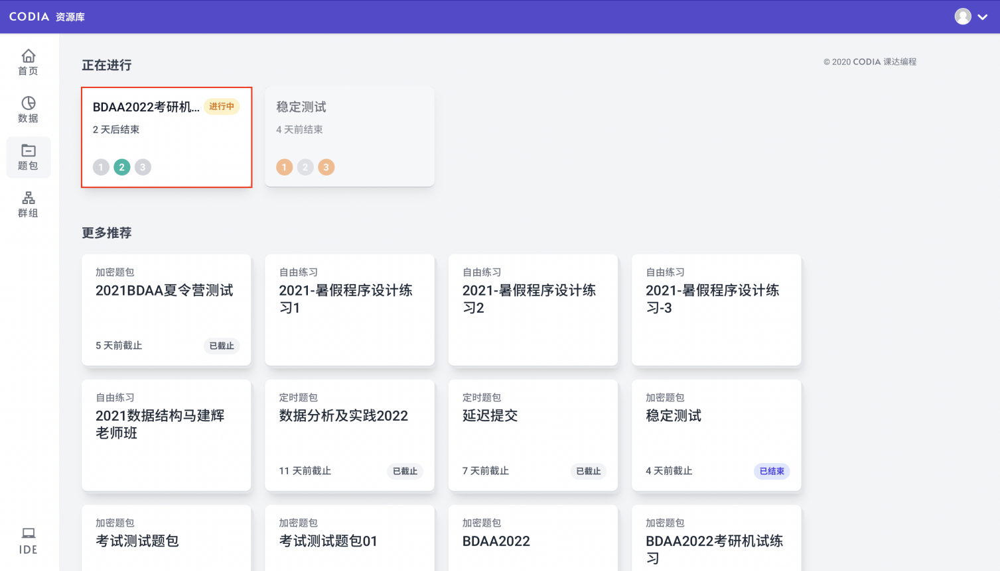 CODIA 资源库
首页
数据
题包
群组
IDE
正在进行
© 2020 CODIA 课达编程
BDAA2022考研机... 进行中
2 天后结束
1 2 3
稳定测试
4 天前结束
1 2 3
更多推荐
加密题包
2021BDAA夏令营测试
5 天前截止 已截止
自由练习
2021-暑假程序设计练
习1
自由练习
2021-暑假程序设计练
习2
自由练习
2021-暑假程序设计练
习-3
自由练习
2021数据结构马建辉
老师班
定时题包
数据分析及实践2022
11 天前截止 已截止
定时题包
延迟提交
7 天前截止 已截止
加密题包
稳定测试
4 天前截止 已结束
加密题包
考试测试题包
加密题包
考试测试题包01
加密题包
BDAA2022
加密题包
BDAA2022考研机试练
习